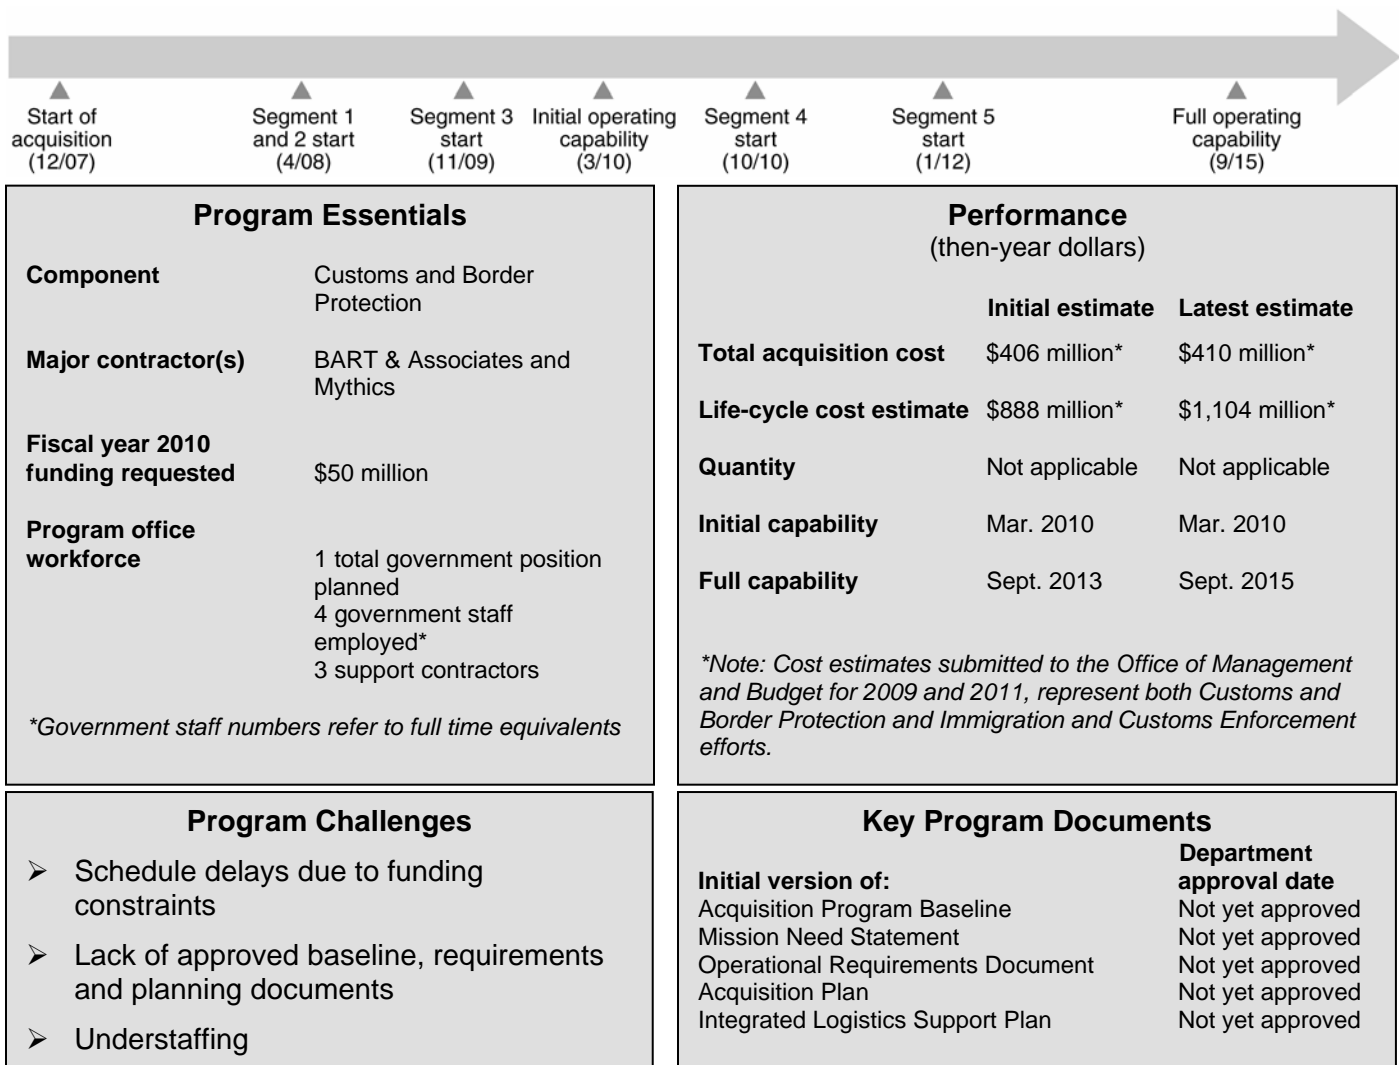 Start of
acquisition
(12/07)
Segment 1
and 2 start
(4/08)
Segment 3
start
(11/09)
Initial operating
capability
(3/10)
Segment 4
start
(10/10)
Segment 5
start
(1/12)
Full operating
capability
(9/15)
Program Essentials
Component Customs and Border
Protection
Major contractor(s) BART & Associates and
Mythics
Fiscal year 2010
funding requested $50 million
Program office
workforce 1 total government position
planned
4 government staff
employed*
3 support contractors
*Government staff numbers refer to full time equivalents
Performance
(then-year dollars)
Initial estimate Latest estimate
Total acquisition cost $406 million* $410 million*
Life-cycle cost estimate $888 million* $1,104 million*
Quantity Not applicable Not applicable
Initial capability Mar. 2010 Mar. 2010
Full capability Sept. 2013 Sept. 2015
*Note: Cost estimates submitted to the Office of Management
and Budget for 2009 and 2011, represent both Customs and
Border Protection and Immigration and Customs Enforcement
efforts.
Program Challenges
➢ Schedule delays due to funding
constraints
➢ Lack of approved baseline, requirements
and planning documents
➢ Understaffing
Key Program Documents
Department
Initial version of: approval date
Acquisition Program Baseline Not yet approved
Mission Need Statement Not yet approved
Operational Requirements Document Not yet approved
Acquisition Plan Not yet approved
Integrated Logistics Support Plan Not yet approved